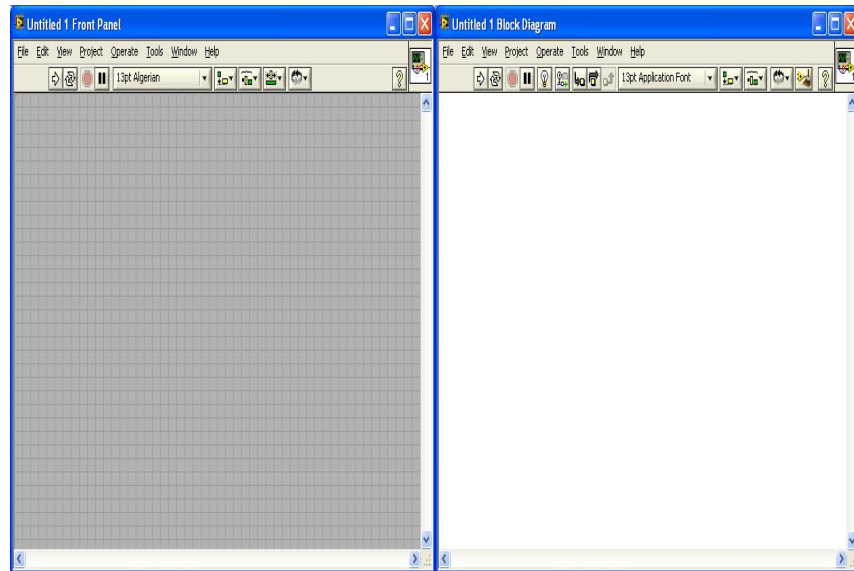 Untitled 1 Front Panel
File Edit View Project Operate Tools Window Help
13pt Algerian
?
1
Untitled 1 Block Diagram
File Edit View Project Operate Tools Window Help
13pt Application Font
?